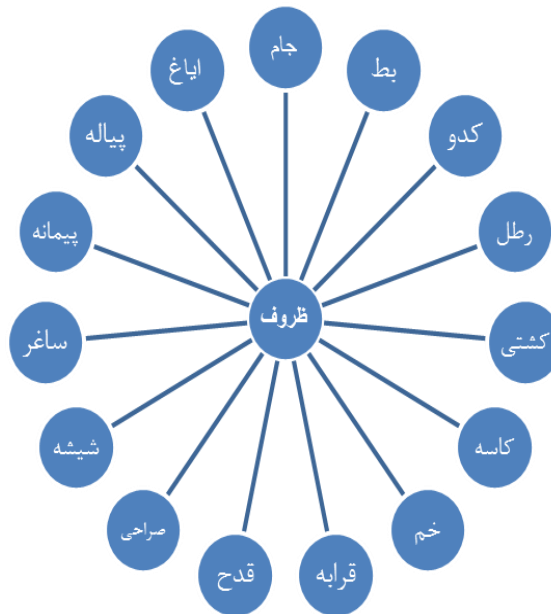 ظروف
جام
بط
کدو
رطل
کشتی
کاسه
خم
قرابه
قدح
صراحی
شیشه
ساغر
پیمانه
پیاله
ایاغ